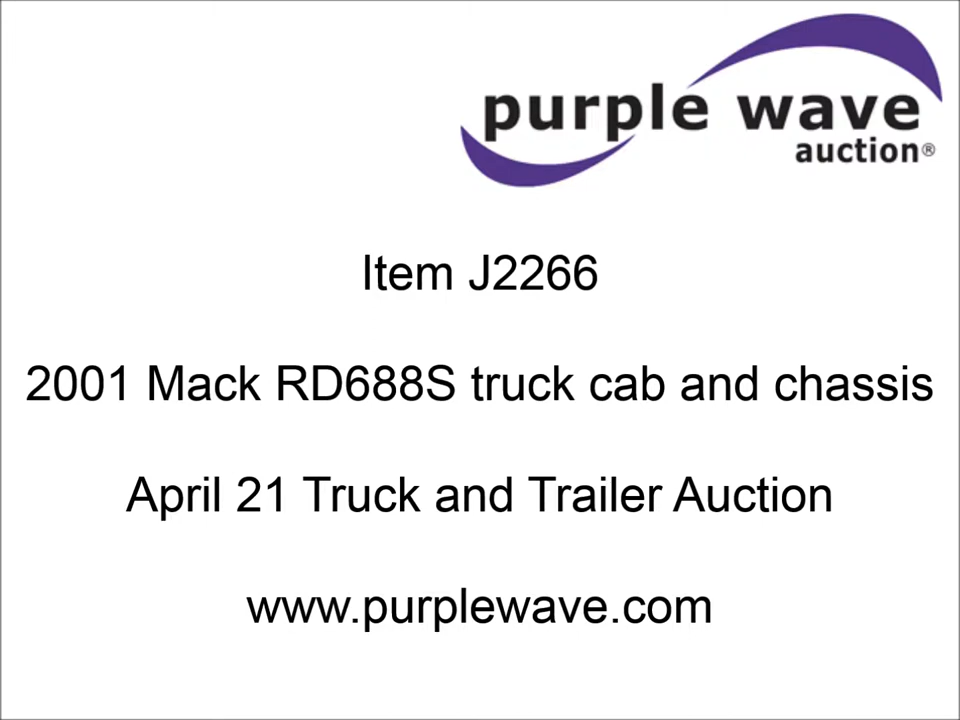 purple wave
auction®
Item J2266
2001 Mack RD688S truck cab and chassis
April 21 Truck and Trailer Auction
www.purplewave.com